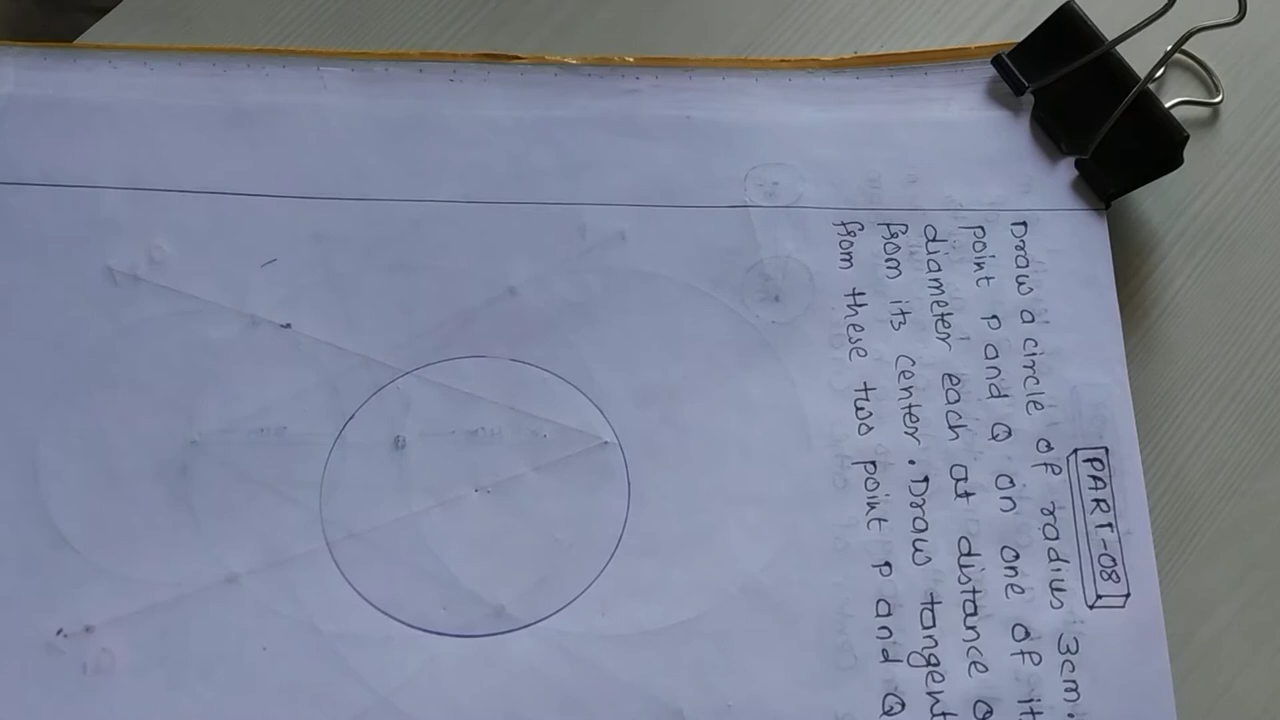 PART-08
Draw a circle of radius 3cm.
point P and Q on one of it
diameter each at distance o
from its center. Draw tangent
from these two point P and Q